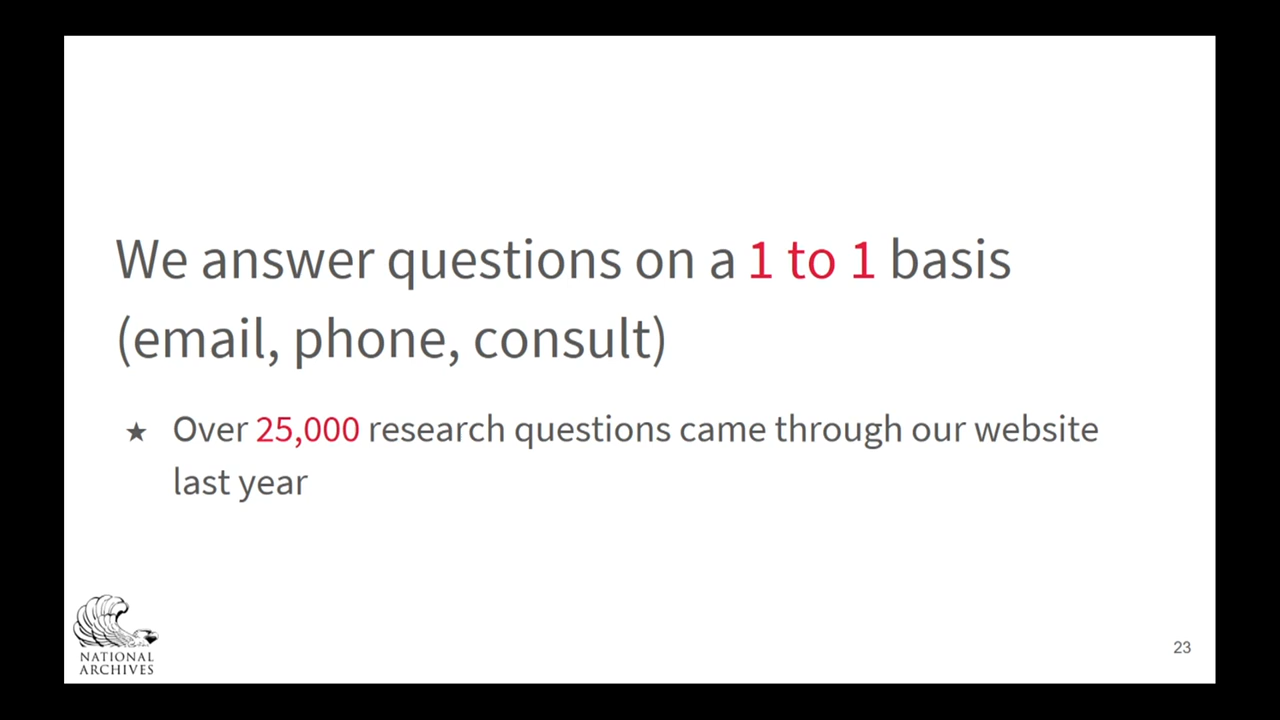 We answer questions on a 1 to 1 basis
(email, phone, consult)
★ Over 25,000 research questions came through our website
last year
NATIONAL
ARCHIVES
23